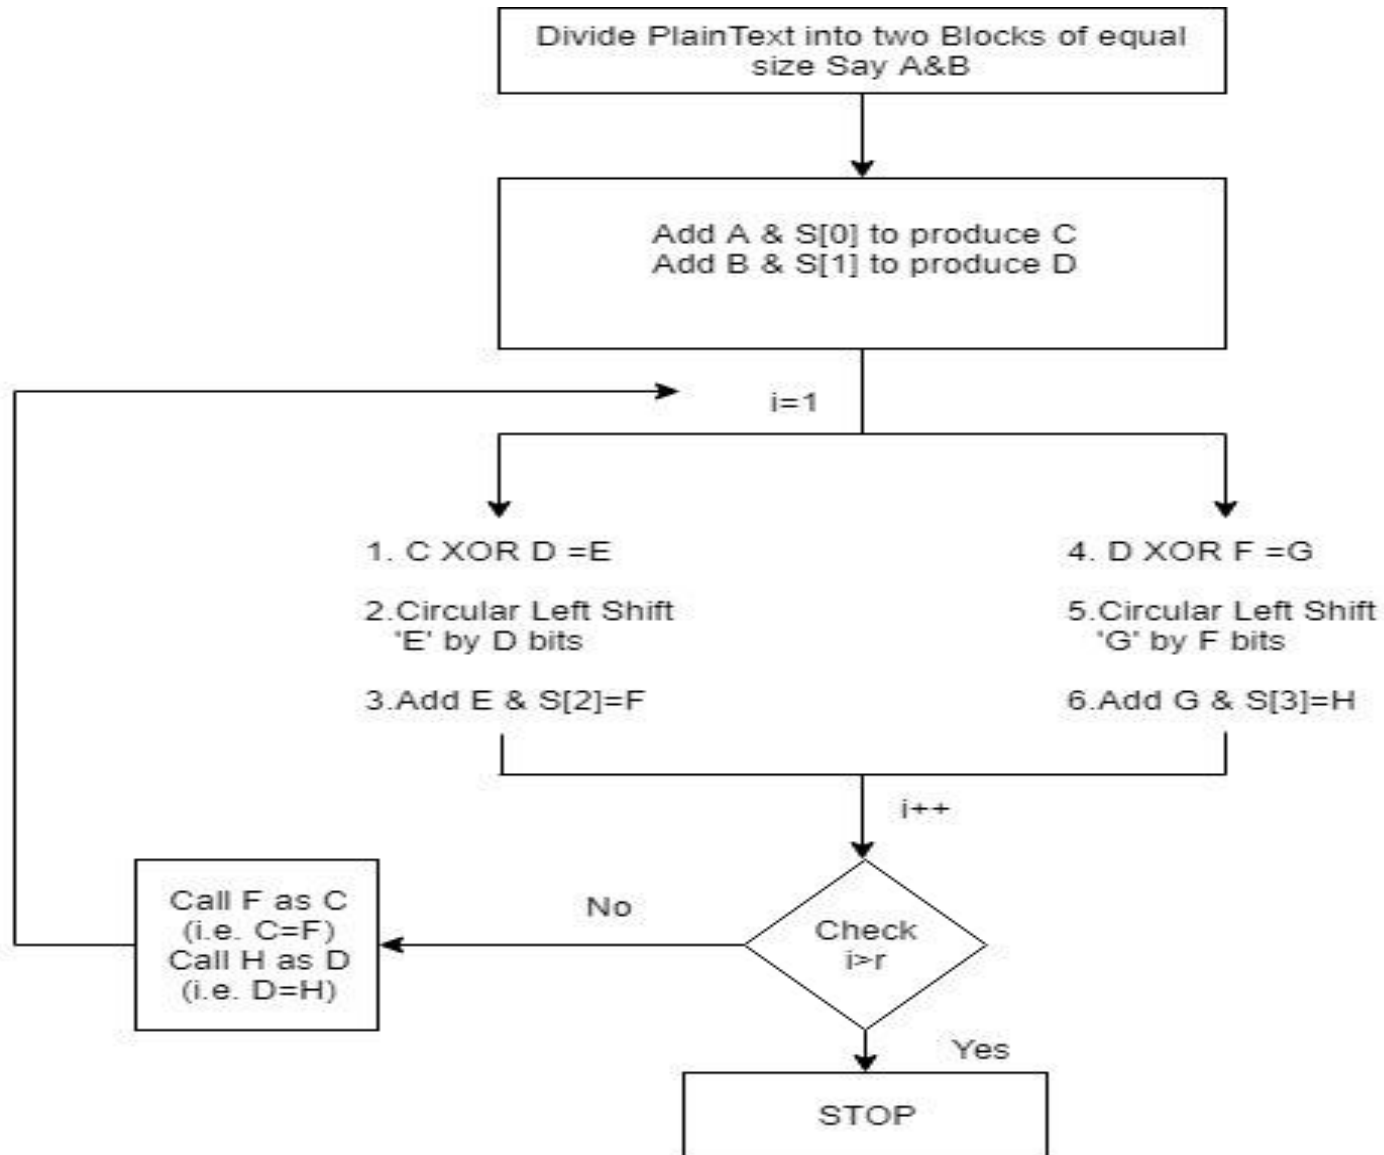 Divide PlainText into two Blocks of equal
size Say A&B
Add A & S[0] to produce C
Add B & S[1] to produce D
i=1
1. C XOR D =E
2.Circular Left Shift
'E' by D bits
3.Add E & S[2]=F
4. D XOR F =G
5.Circular Left Shift
'G' by F bits
6.Add G & S[3]=H
i++
Check
i>r
No
Call F as C
(i.e. C=F)
Call H as D
(i.e. D=H)
Yes
STOP